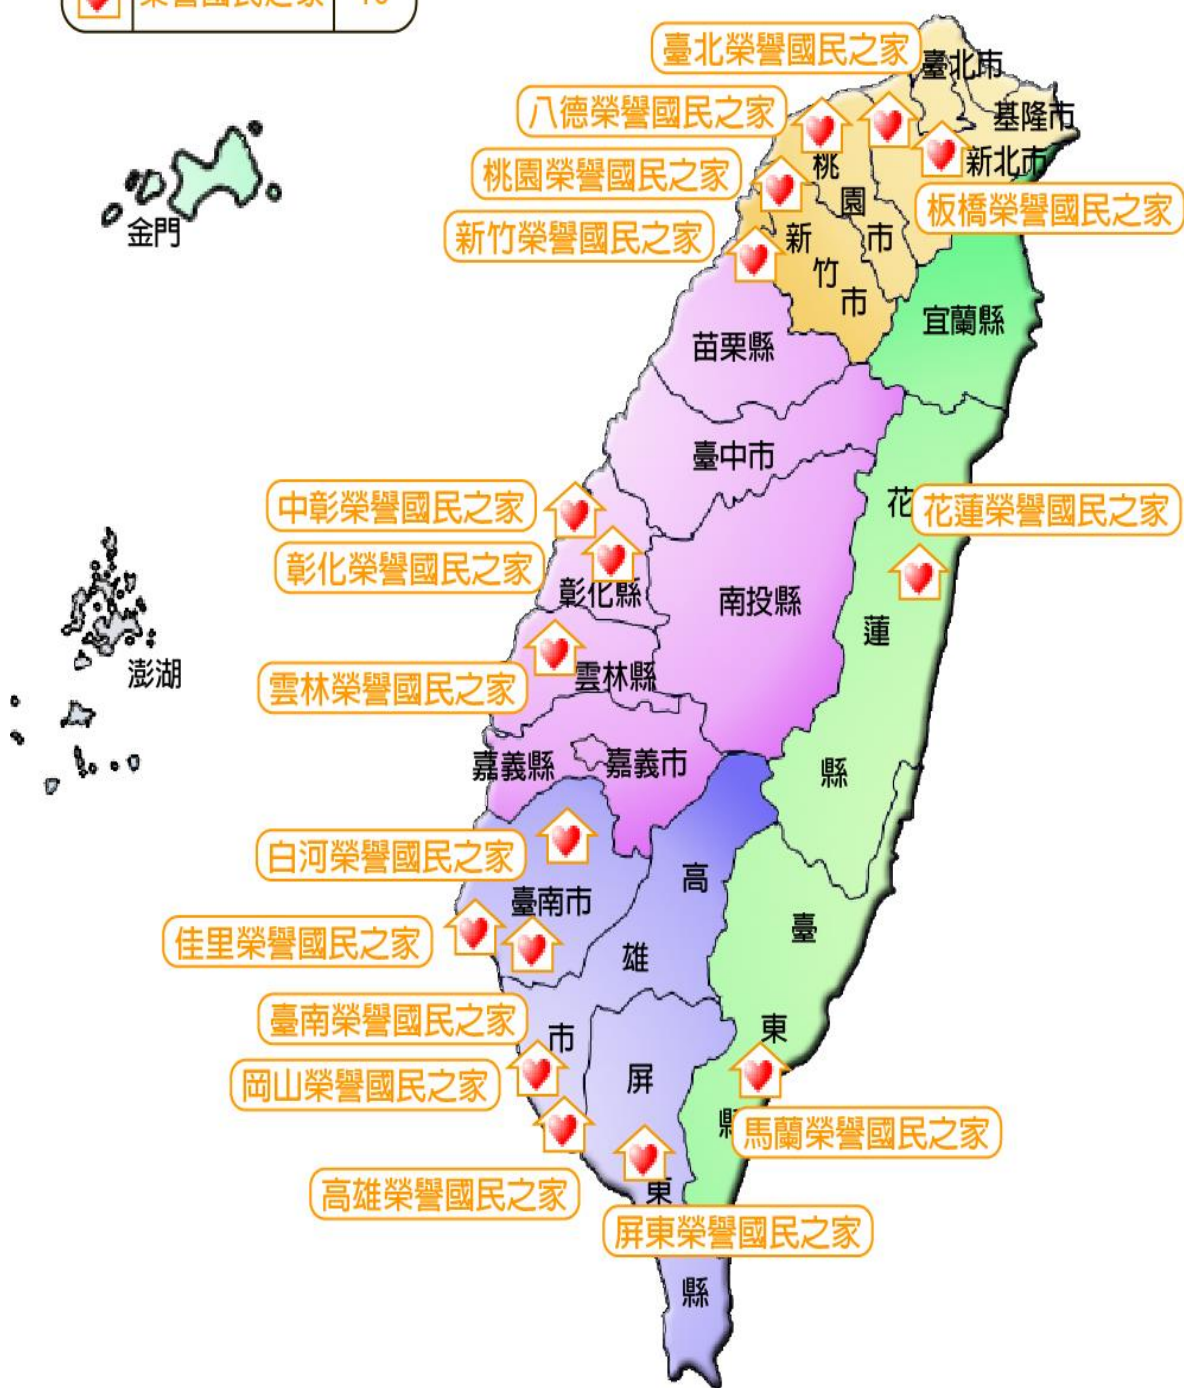 榮譽國民之家
臺北榮譽國民之家
臺北市
八德榮譽國民之家
基隆市
桃園榮譽國民之家
桃園市
新北市
板橋榮譽國民之家
新竹榮譽國民之家
新竹市
金門
宜蘭縣
苗栗縣
臺中市
中彰榮譽國民之家
花蓮榮譽國民之家
彰化榮譽國民之家
彰化縣
南投縣
花蓮縣
澎湖
雲林榮譽國民之家
雲林縣
嘉義縣
嘉義市
白河榮譽國民之家
臺南市
高雄市
臺東縣
佳里榮譽國民之家
臺南榮譽國民之家
岡山榮譽國民之家
屏東縣
馬蘭榮譽國民之家
高雄榮譽國民之家
屏東榮譽國民之家